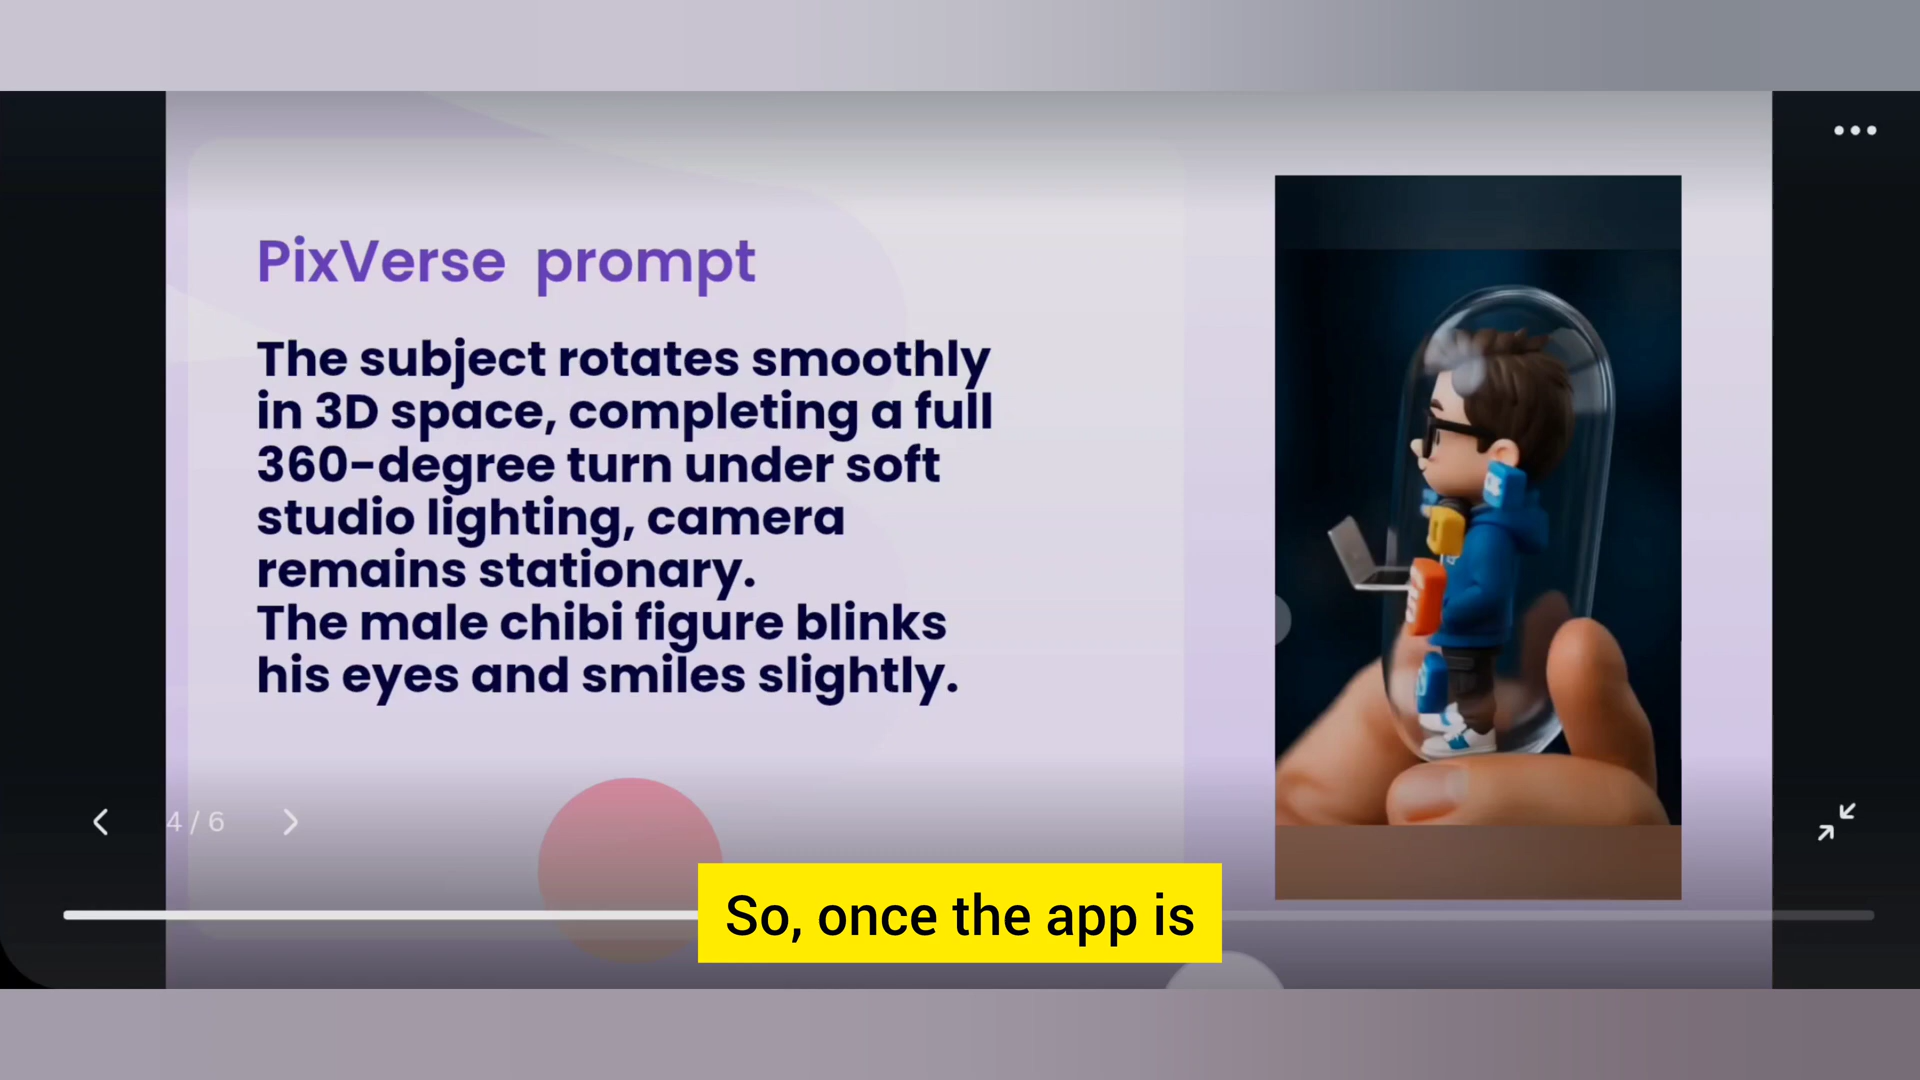 PixVerse prompt
The subject rotates smoothly
in 3D space, completing a full
360-degree turn under soft
studio lighting, camera
remains stationary.
The male chibi figure blinks
his eyes and smiles slightly.
4 / 6
So, once the app is